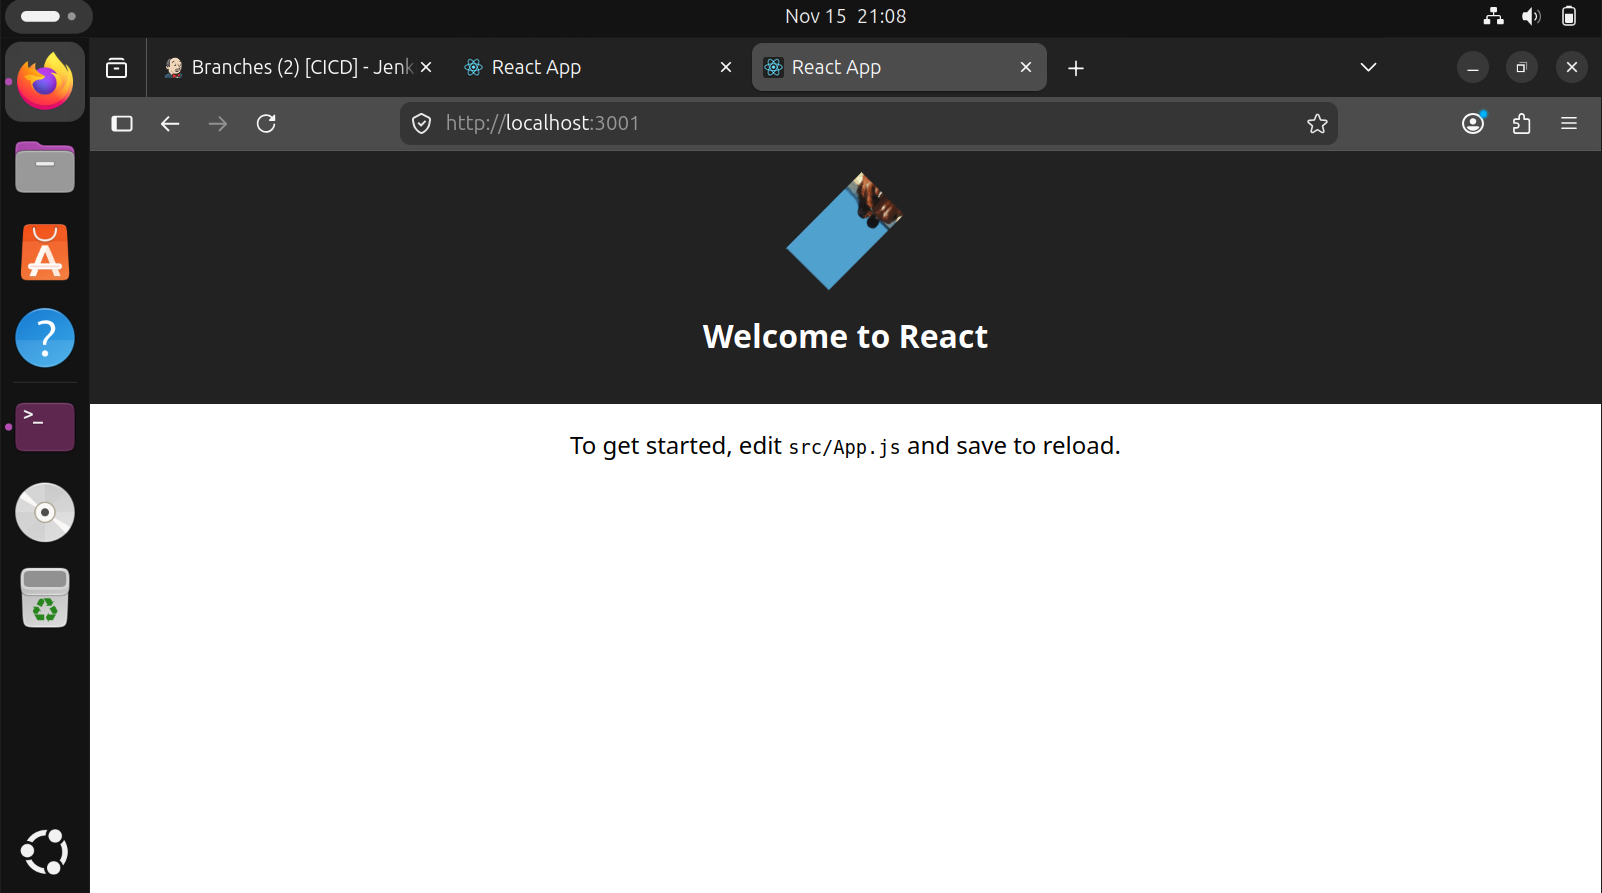 Nov 15 21:08
Branches (2) [CICD] - Jenk
React App
React App
http://localhost:3001
Welcome to React
To get started, edit src/App.js and save to reload.